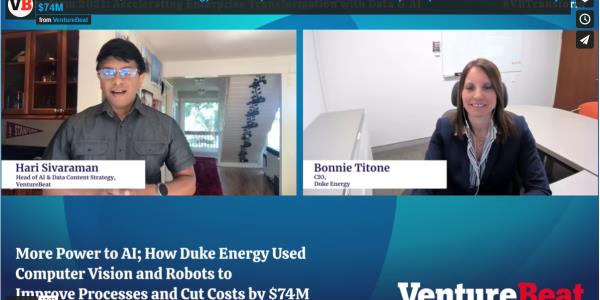 VB
$74M
from VentureBeat
2021: Accelerating Enterprise Transformation with Data & AI
#VBTransform
STANFORD
Hari Sivaraman
Head of AI & Data Content Strategy,
VentureBeat
Bonnie Titone
CIO,
Duke Energy
More Power to AI; How Duke Energy Used
Computer Vision and Robots to
Improve Processes and Cut Costs by $74M
VentureBeat